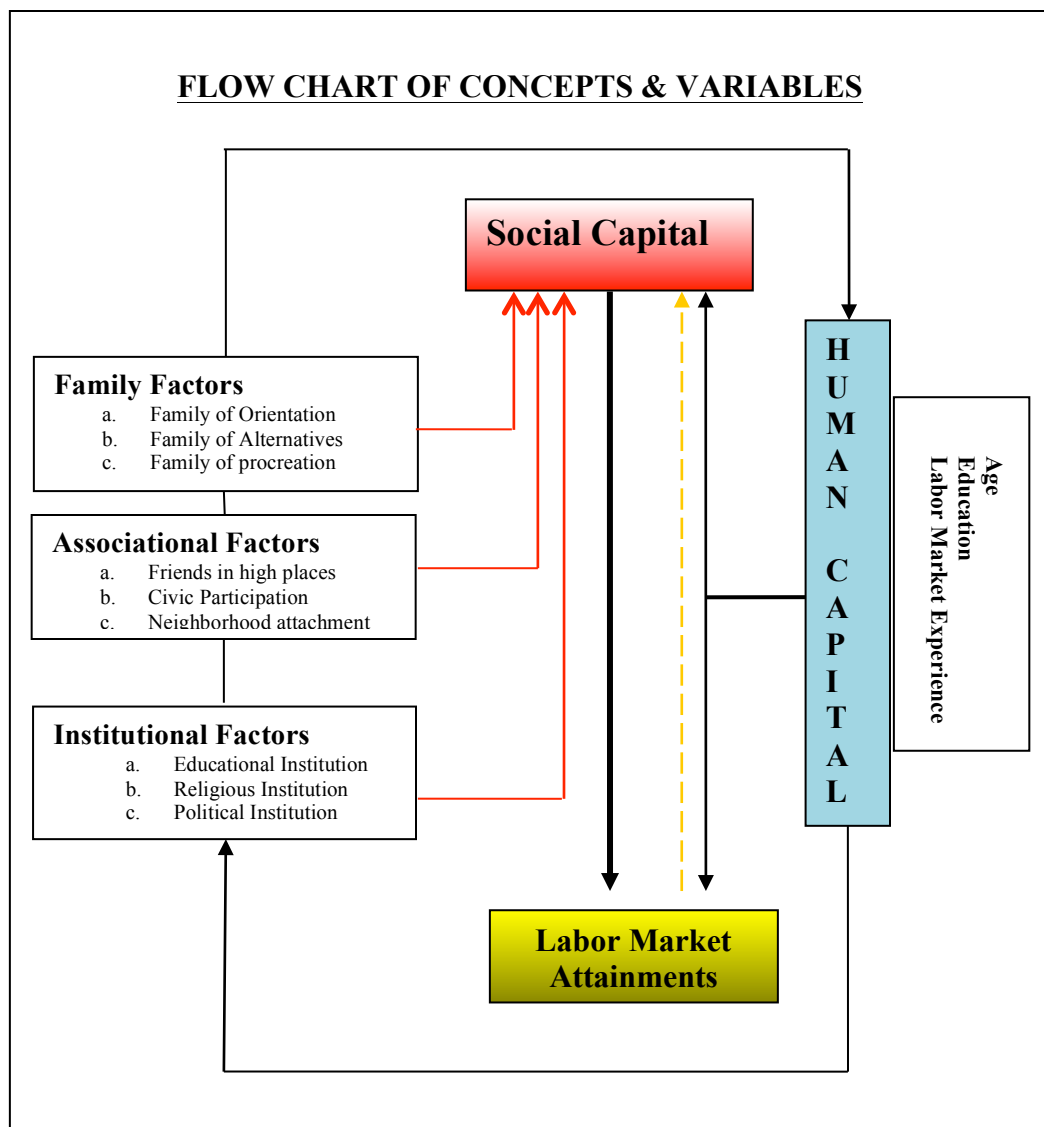 FLOW CHART OF CONCEPTS & VARIABLES
Social Capital
Family Factors
a. Family of Orientation
b. Family of Alternatives
c. Family of procreation
Associational Factors
a. Friends in high places
b. Civic Participation
c. Neighborhood attachment
Institutional Factors
a. Educational Institution
b. Religious Institution
c. Political Institution
HUMAN CAPITAL
Age
Education
Labor Market Experience
Labor Market
Attainments